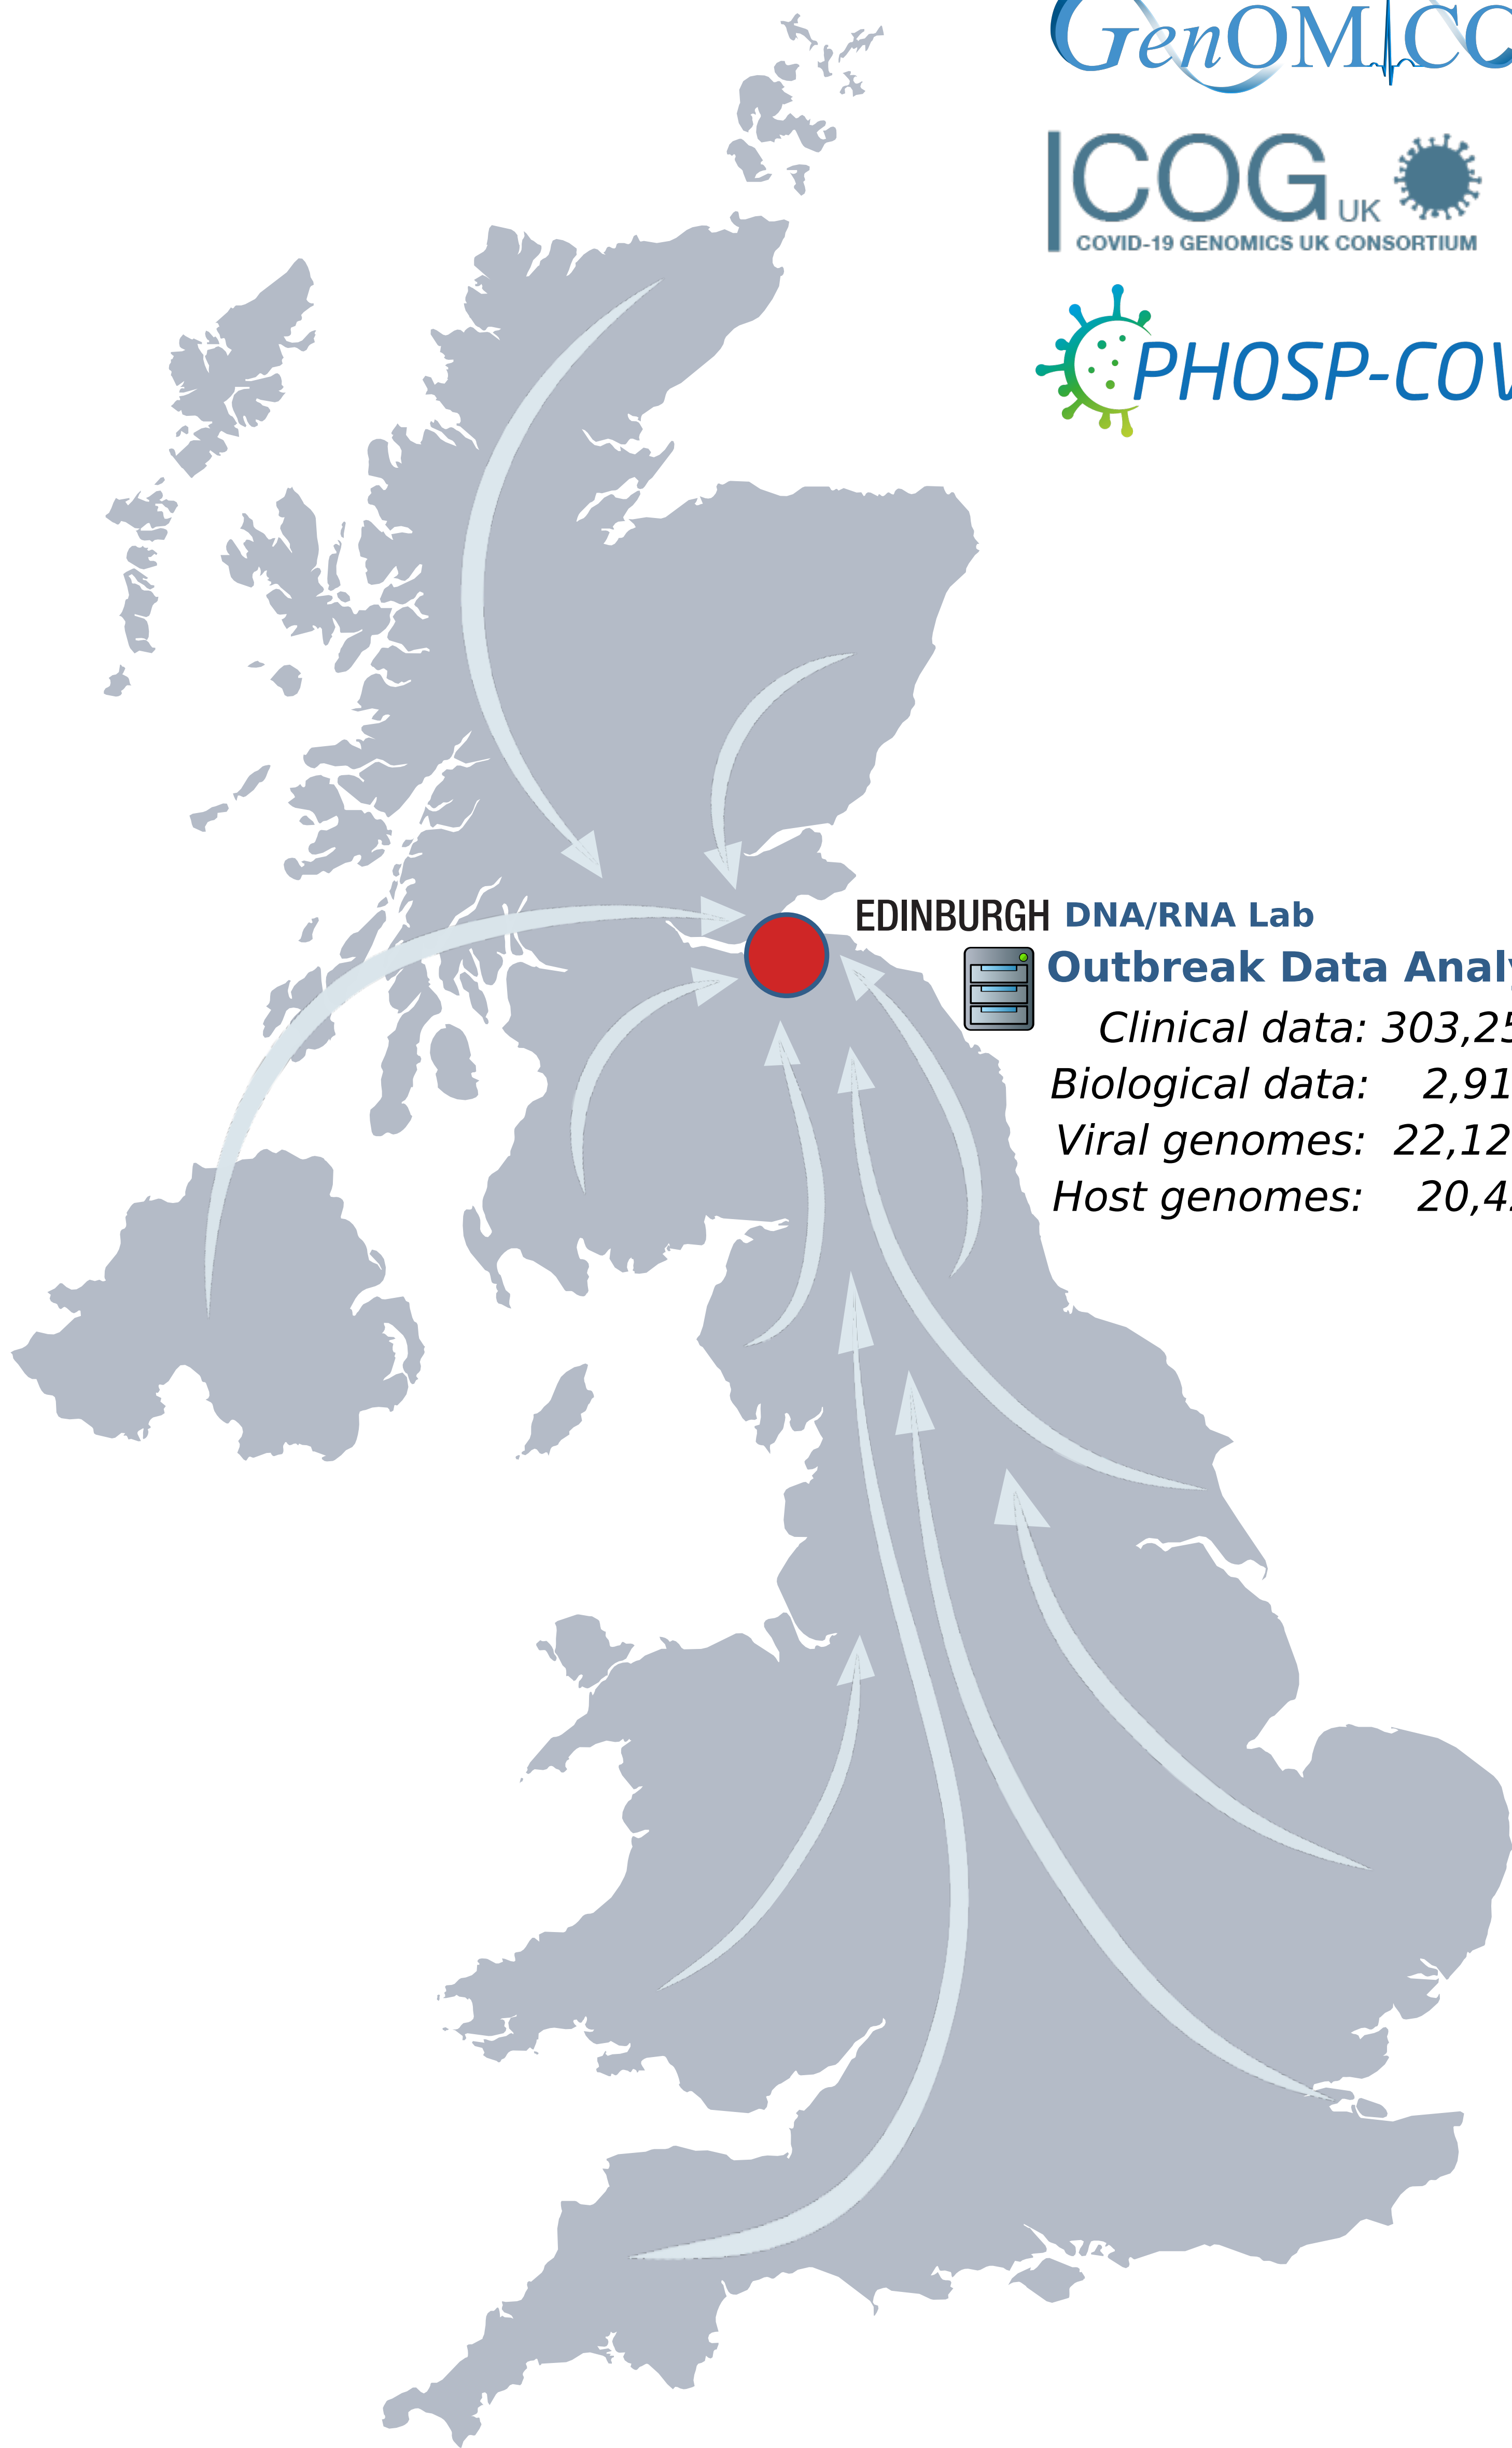 GenOMICC
COG UK
COVID-19 GENOMICS UK CONSORTIUM
PHOSP-COV
EDINBURGH DNA/RNA Lab
Outbreak Data Analy
Clinical data: 303,25
Biological data: 2,91
Viral genomes: 22,12
Host genomes: 20,4